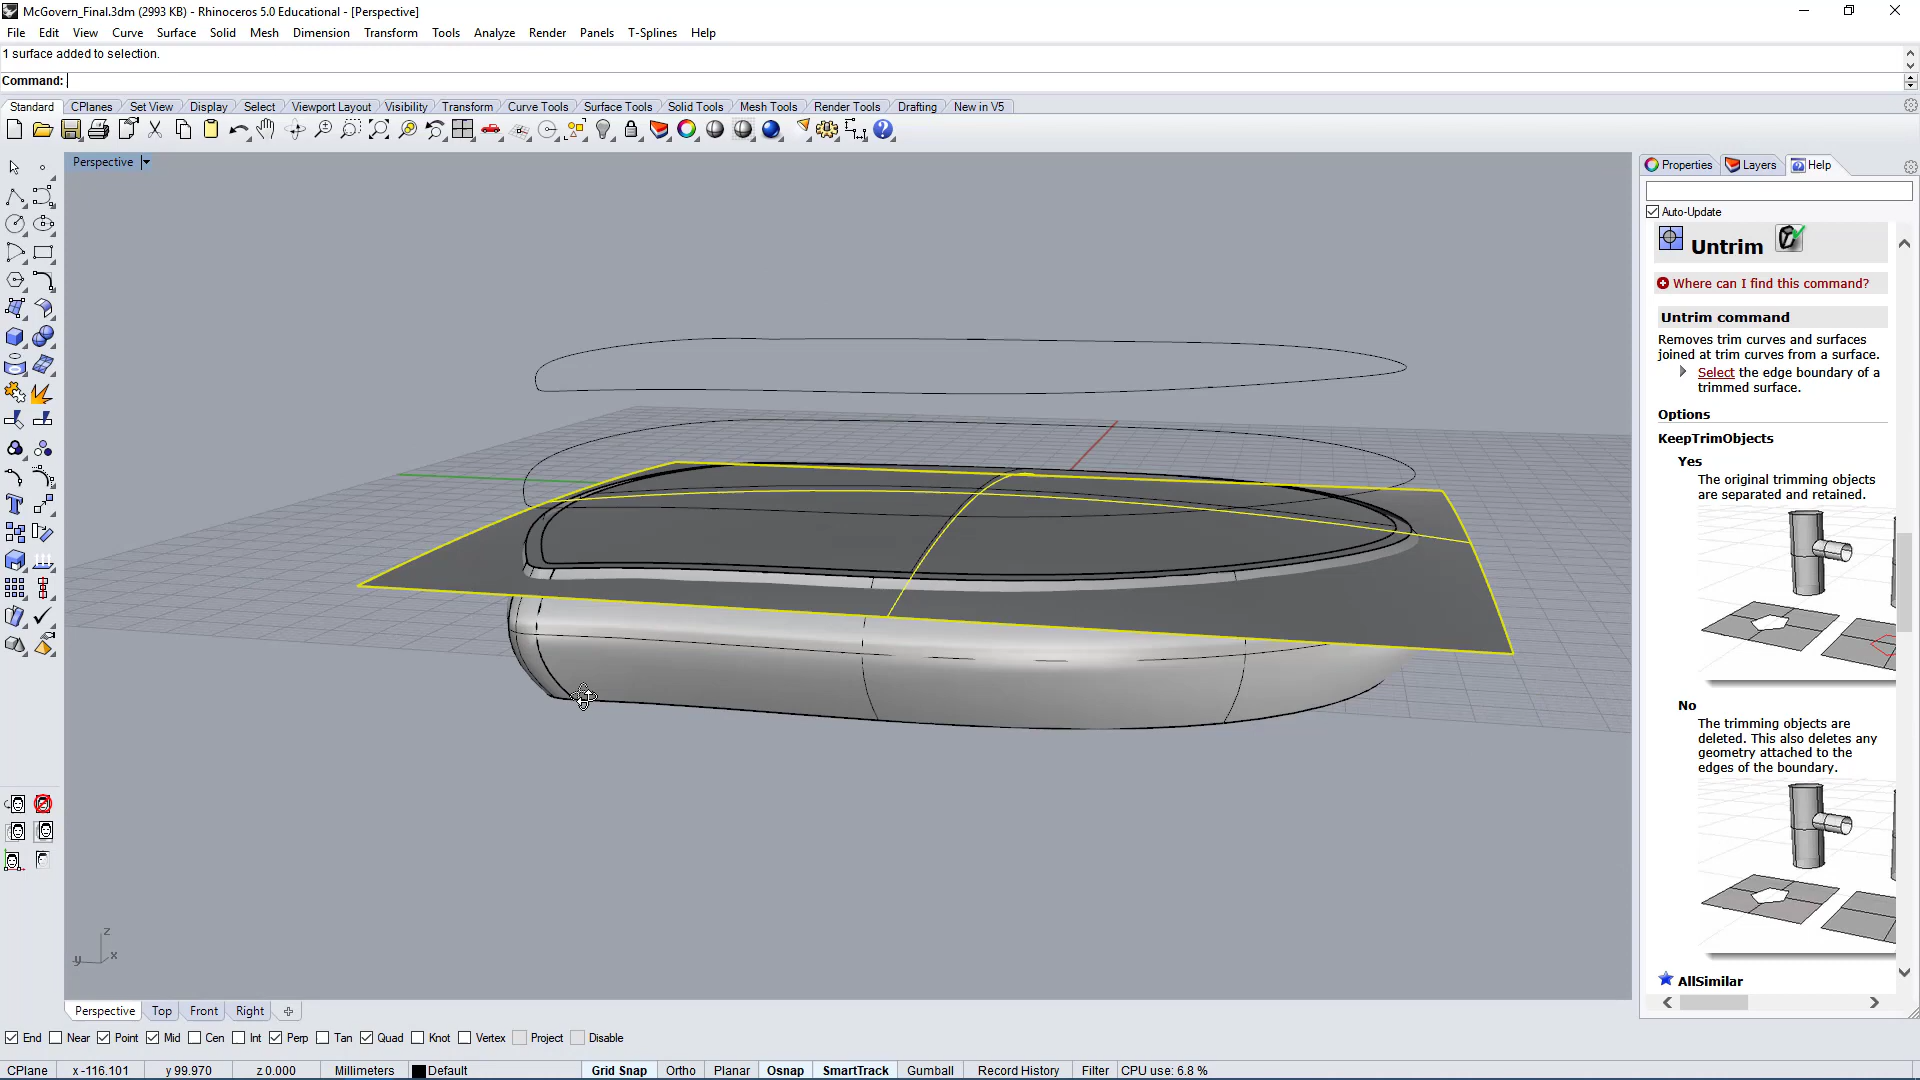 McGovern_Final.3dm (2993 KB) - Rhinoceros 5.0 Educational - [Perspective]
File Edit View Curve Surface Solid Mesh Dimension Transform Tools Analyze Render Panels T-Splines Help
1 surface added to selection.
Command:
Standard CPlanes Set View Display Select Viewport Layout Visibility Transform Curve Tools Surface Tools Solid Tools Mesh Tools Render Tools Drafting New in V5
Perspective
Properties Layers Help
Auto-Update
Untrim
Where can I find this command?
Untrim command
Removes trim curves and surfaces
joined at trim curves from a surface.
Select the edge boundary of a
trimmed surface.
Options
KeepTrimObjects
Yes
The original trimming objects
are separated and retained.
No
The trimming objects are
deleted. This also deletes any
geometry attached to the
edges of the boundary.
AllSimilar
z
y x
Perspective Top Front Right
End Near Point Mid Cen Int Perp Tan Quad Knot Vertex Project Disable
CPlane x -116.101 y 99.970 z 0.000 Millimeters Default Grid Snap Ortho Planar Osnap SmartTrack Gumball Record History Filter CPU use: 6.8 %